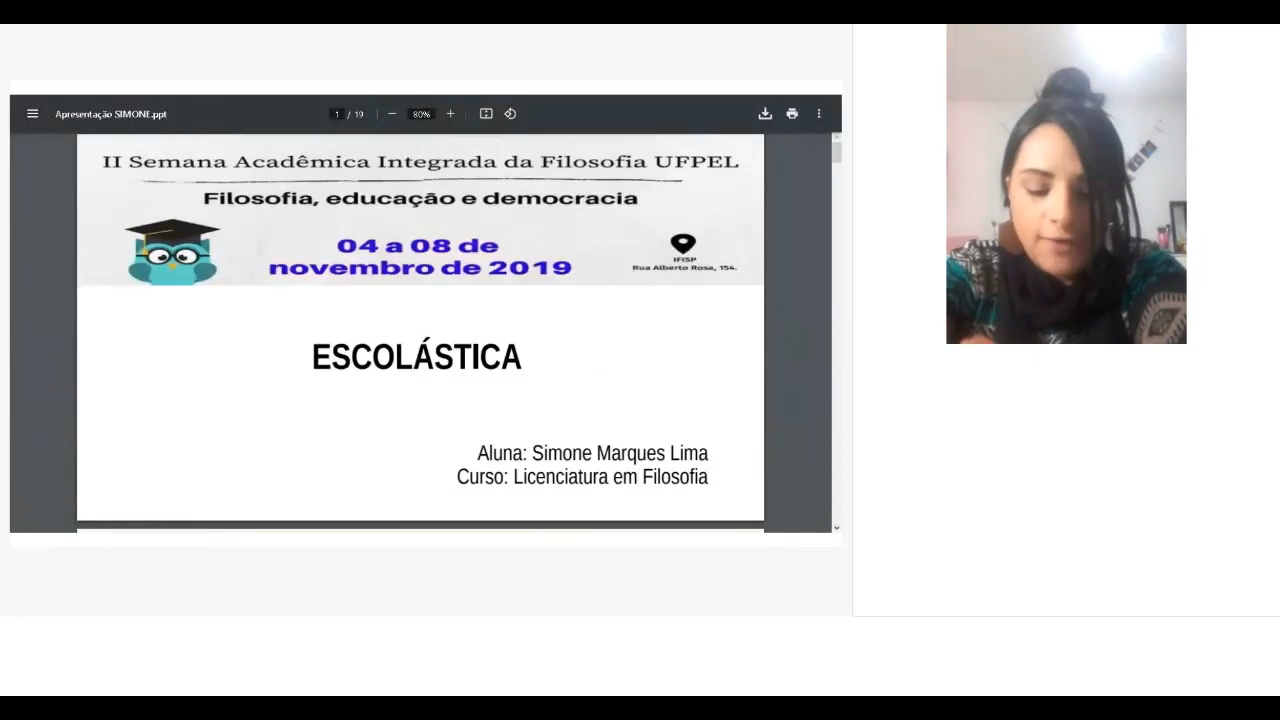 Apresentação SIMONE.ppt
1 / 19
80%
II Semana Acadêmica Integrada da Filosofia UFPEL
Filosofia, educação e democracia
04 a 08 de
novembro de 2019
IFISP
Rua Alberto Rosa, 154.
ESCOLÁSTICA
Aluna: Simone Marques Lima
Curso: Licenciatura em Filosofia